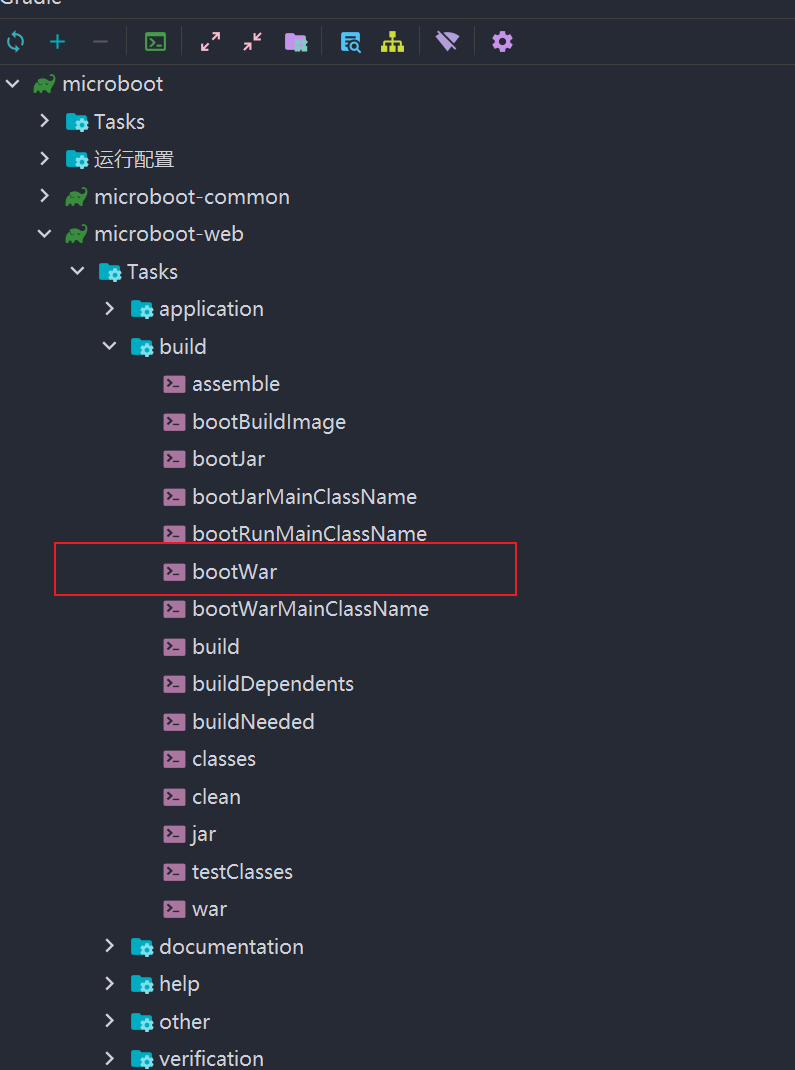 Gradle
microboot
Tasks
运行配置
microboot-common
microboot-web
Tasks
application
build
assemble
bootBuildImage
bootJar
bootJarMainClassName
bootRunMainClassName
bootWar
bootWarMainClassName
build
buildDependents
buildNeeded
classes
clean
jar
testClasses
war
documentation
help
other
verification